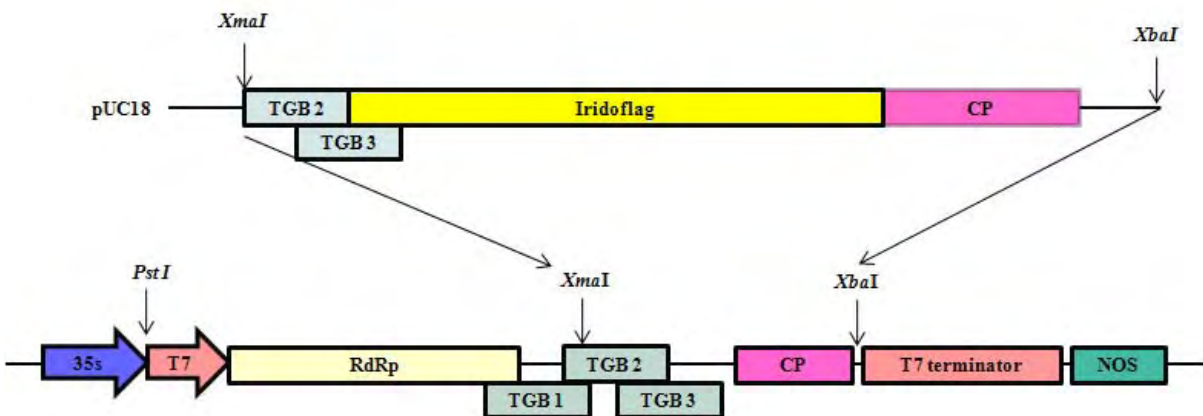 XmaI
XbaI
pUC18
TGB 2
Iridoflag
CP
TGB 3
PstI
XmaI
XbaI
35s
T7
RdRp
TGB 2
CP
T7 terminator
NOS
TGB 1
TGB 3